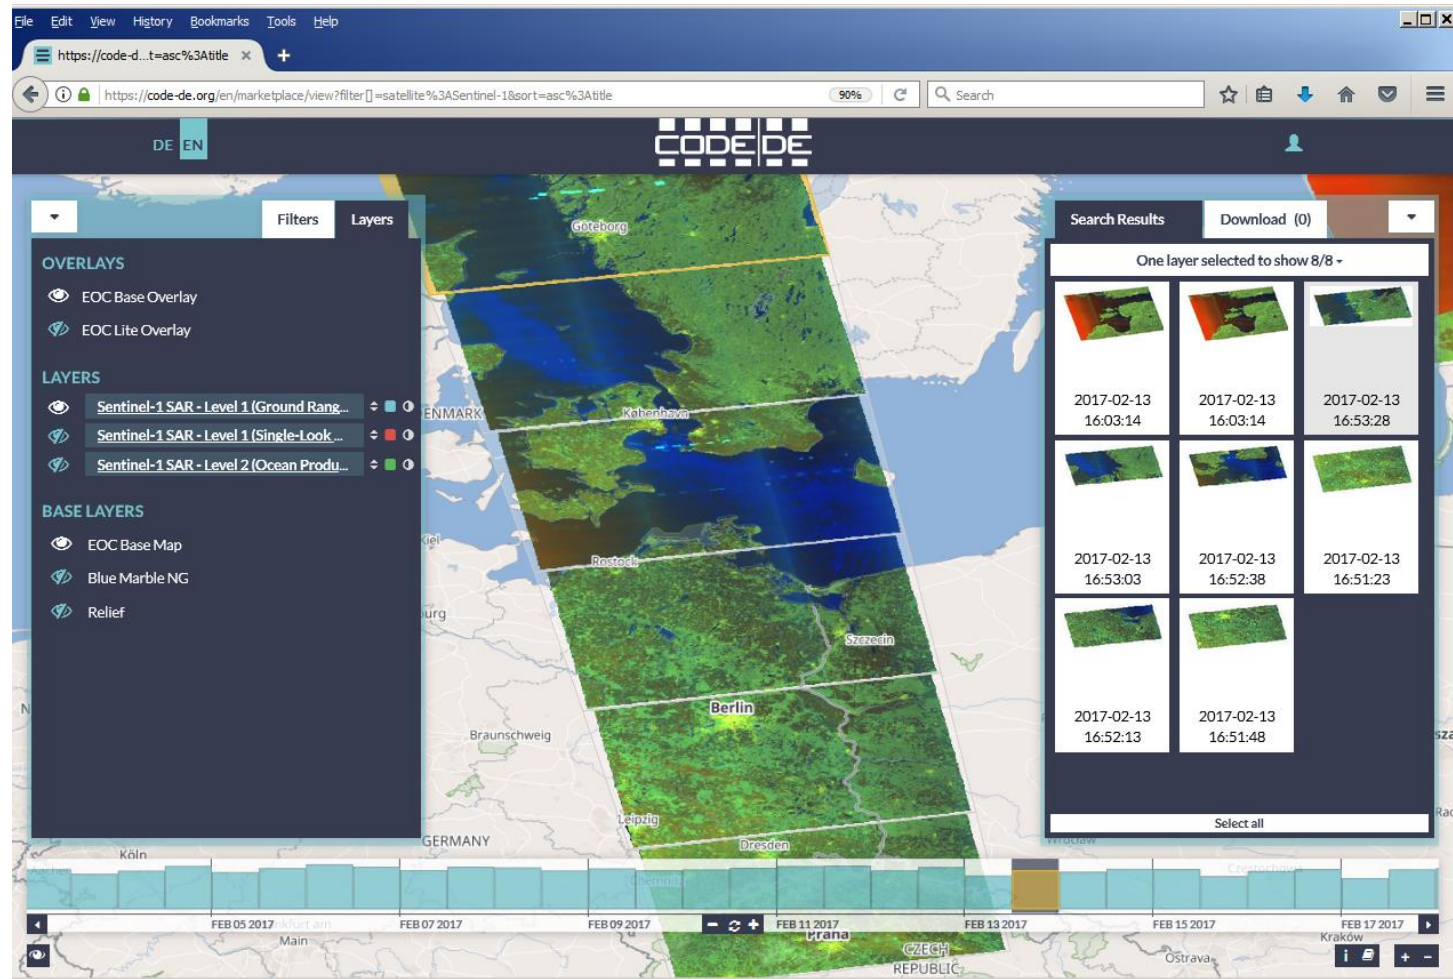 File Edit View History Bookmarks Tools Help
https://code-d...t=asc%3Atitle
https://code-de.org/en/marketplace/view?filter[]=satellite%3ASentinel-1&sort=asc%3Atitle
90%
Search
DE EN
CODE DE
Filters
Layers
OVERLAYS
EOC Base Overlay
EOC Lite Overlay
LAYERS
Sentinel-1 SAR - Level 1 (Ground Rang...
Sentinel-1 SAR - Level 1 (Single-Look ...
Sentinel-1 SAR - Level 2 (Ocean Produ...
BASE LAYERS
EOC Base Map
Blue Marble NG
Relief
Göteborg
København
Kiel
Rostock
Szczecin
Berlin
Braunschweig
Leipzig
GERMANY
Dresden
Köln
Search Results
Download (0)
One layer selected to show 8/8
2017-02-13
16:03:14
2017-02-13
16:03:14
2017-02-13
16:53:28
2017-02-13
16:53:03
2017-02-13
16:52:38
2017-02-13
16:51:23
2017-02-13
16:52:13
2017-02-13
16:51:48
Select all
Wrocław
Chemnitz
Częstochowa
FEB 05 2017
FEB 07 2017
FEB 09 2017
FEB 11 2017
FEB 13 2017
FEB 15 2017
FEB 17 2017
Main
Praha
CZECH
REPUBLIC
Ostrava
Kraków